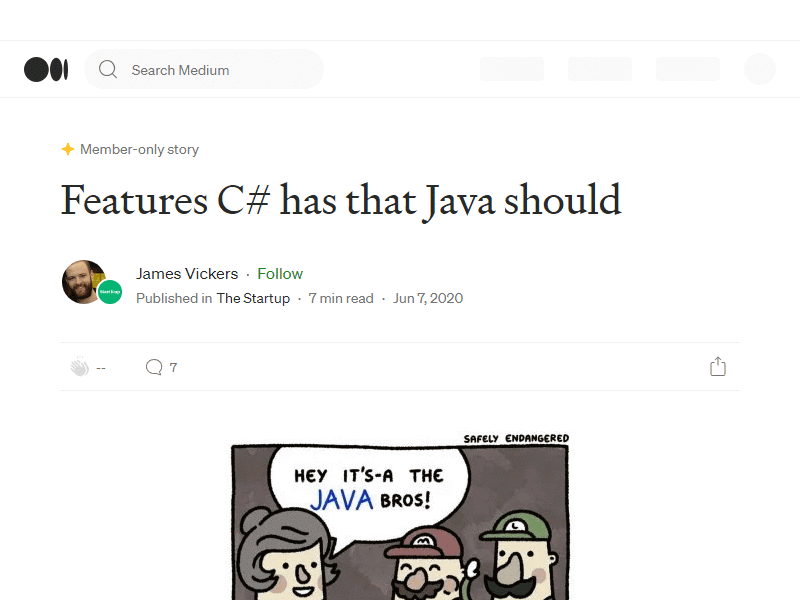 Search Medium
Member-only story
Features C# has that Java should
James Vickers · Follow
Published in The Startup · 7 min read · Jun 7, 2020
-- 7
SAFELY ENDANGERED
HEY IT'S-A THE
JAVA BROS!
M
L